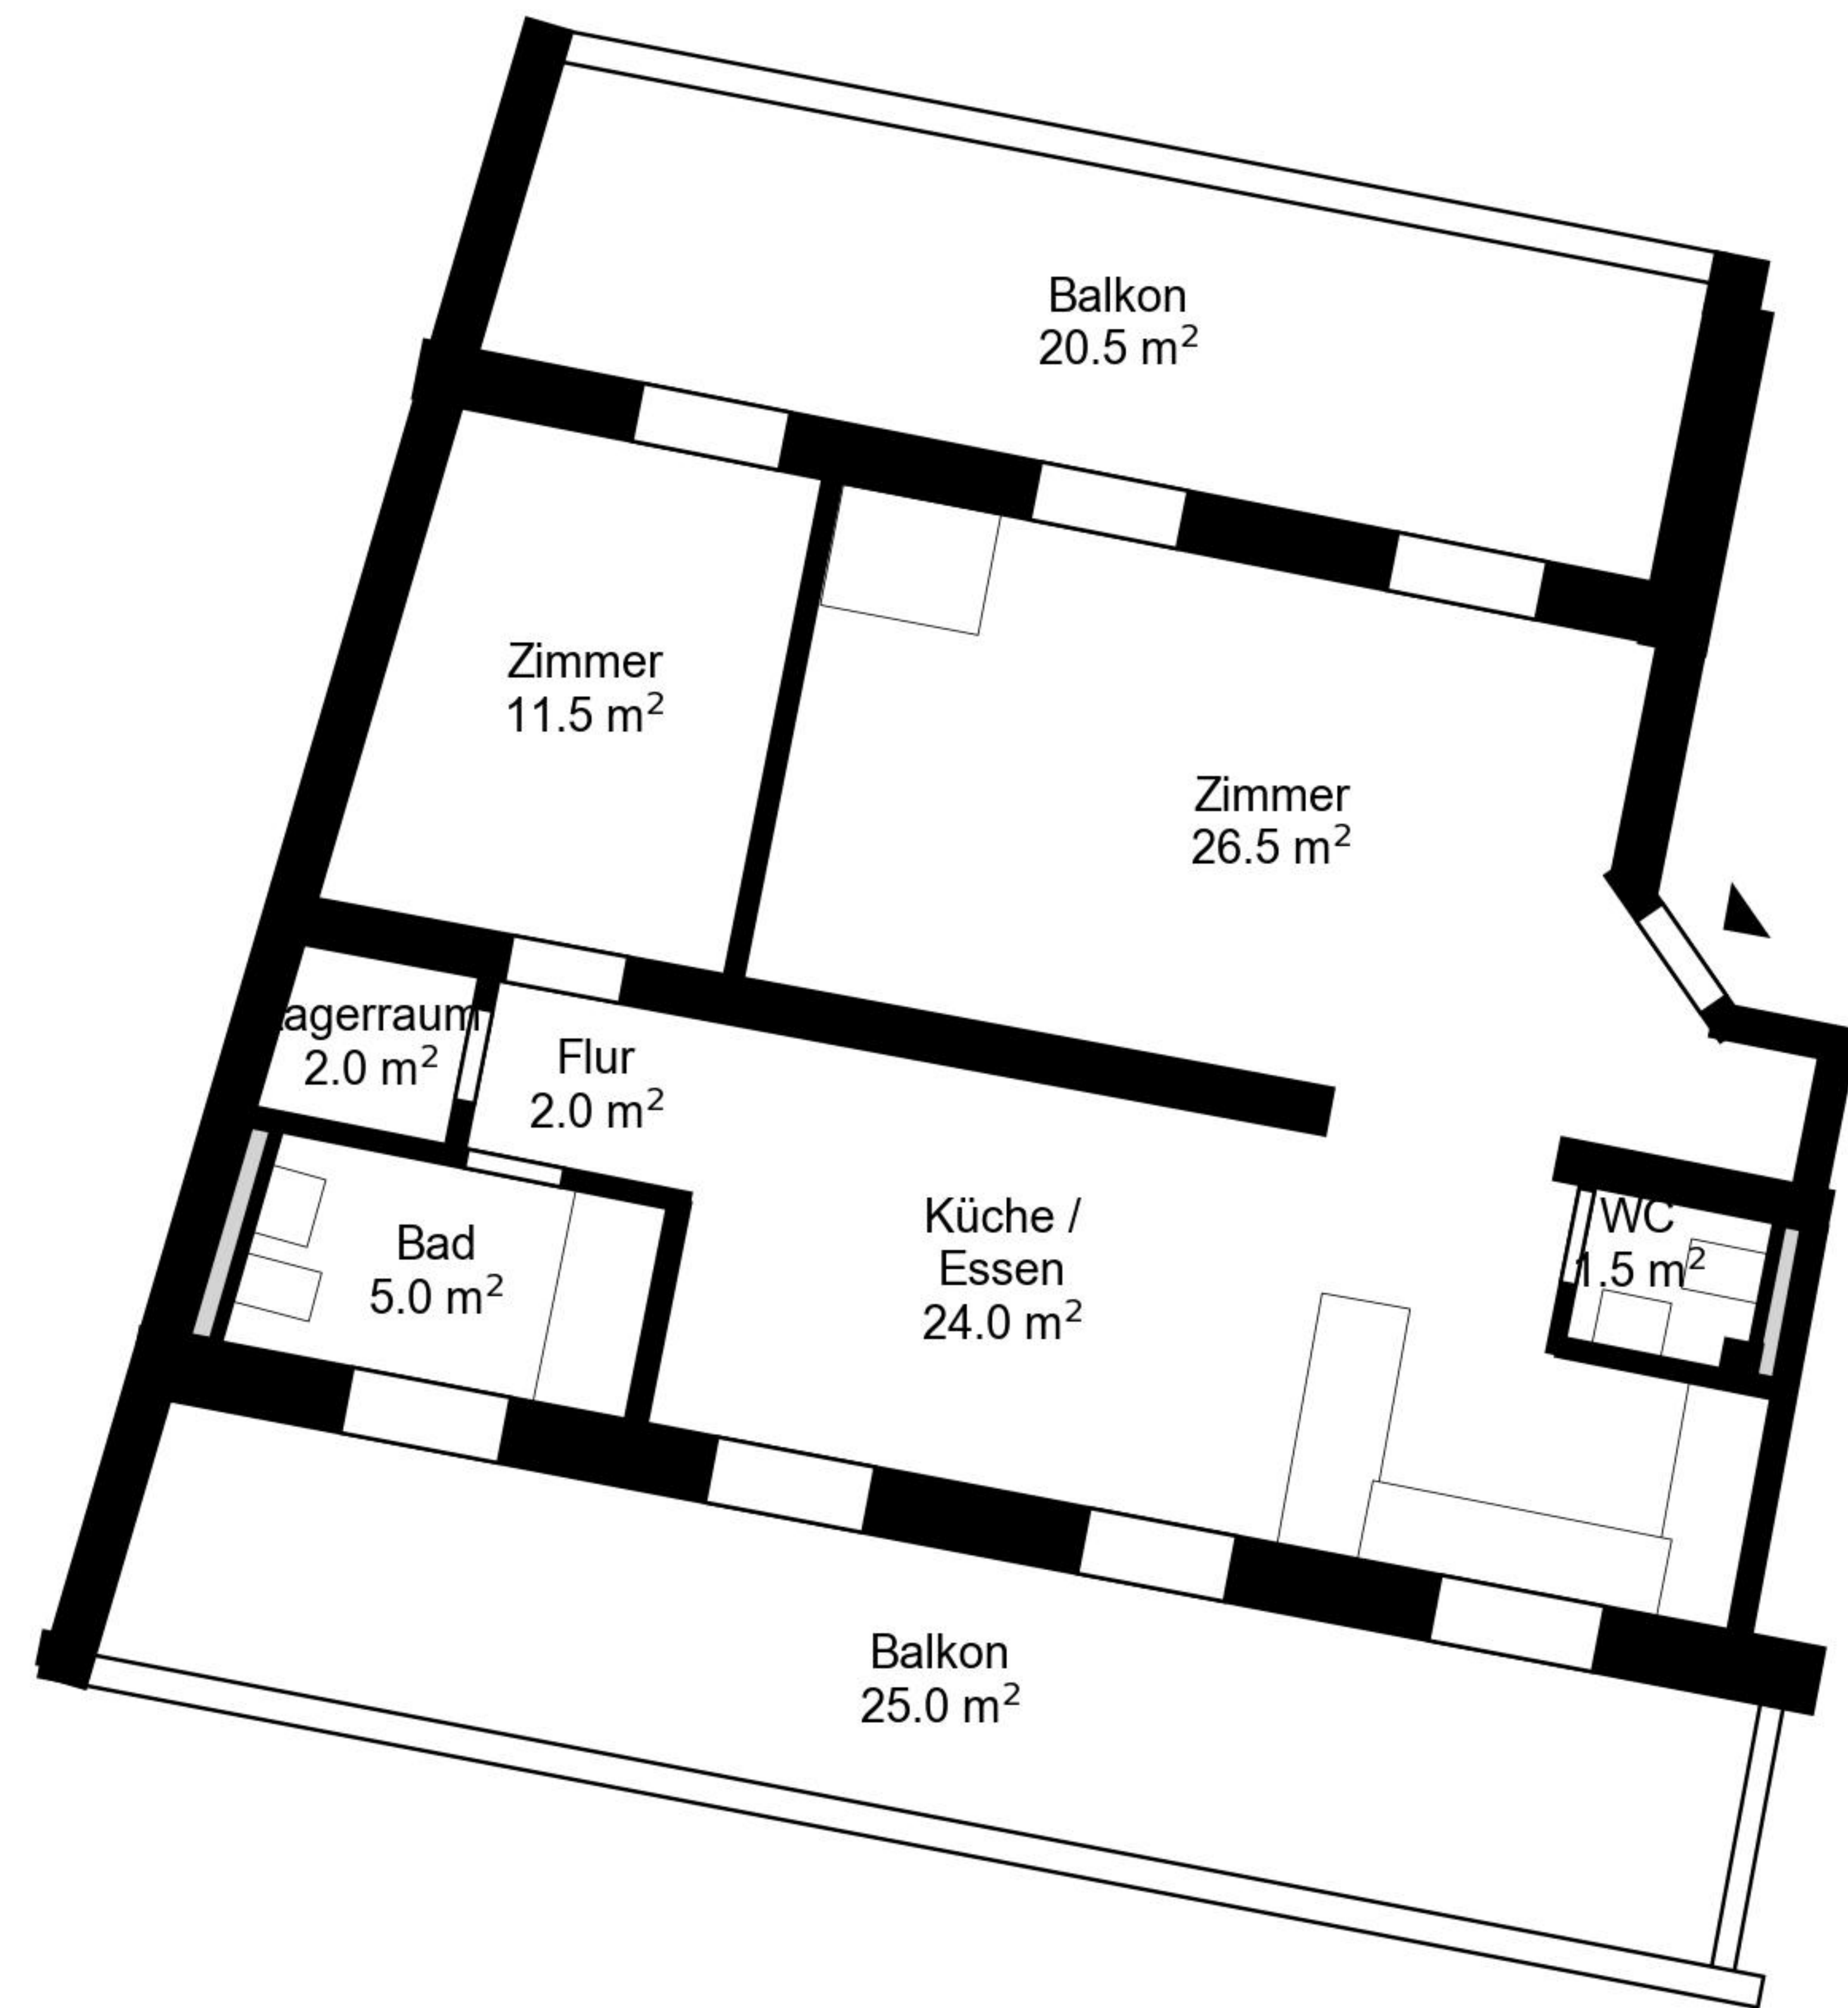 Balkon
20.5 m²
Zimmer
11.5 m²
Zimmer
26.5 m²
agerraum
2.0 m²
Flur
2.0 m²
Küche /
Essen
24.0 m²
WC
1.5 m²
Bad
5.0 m²
Balkon
25.0 m²